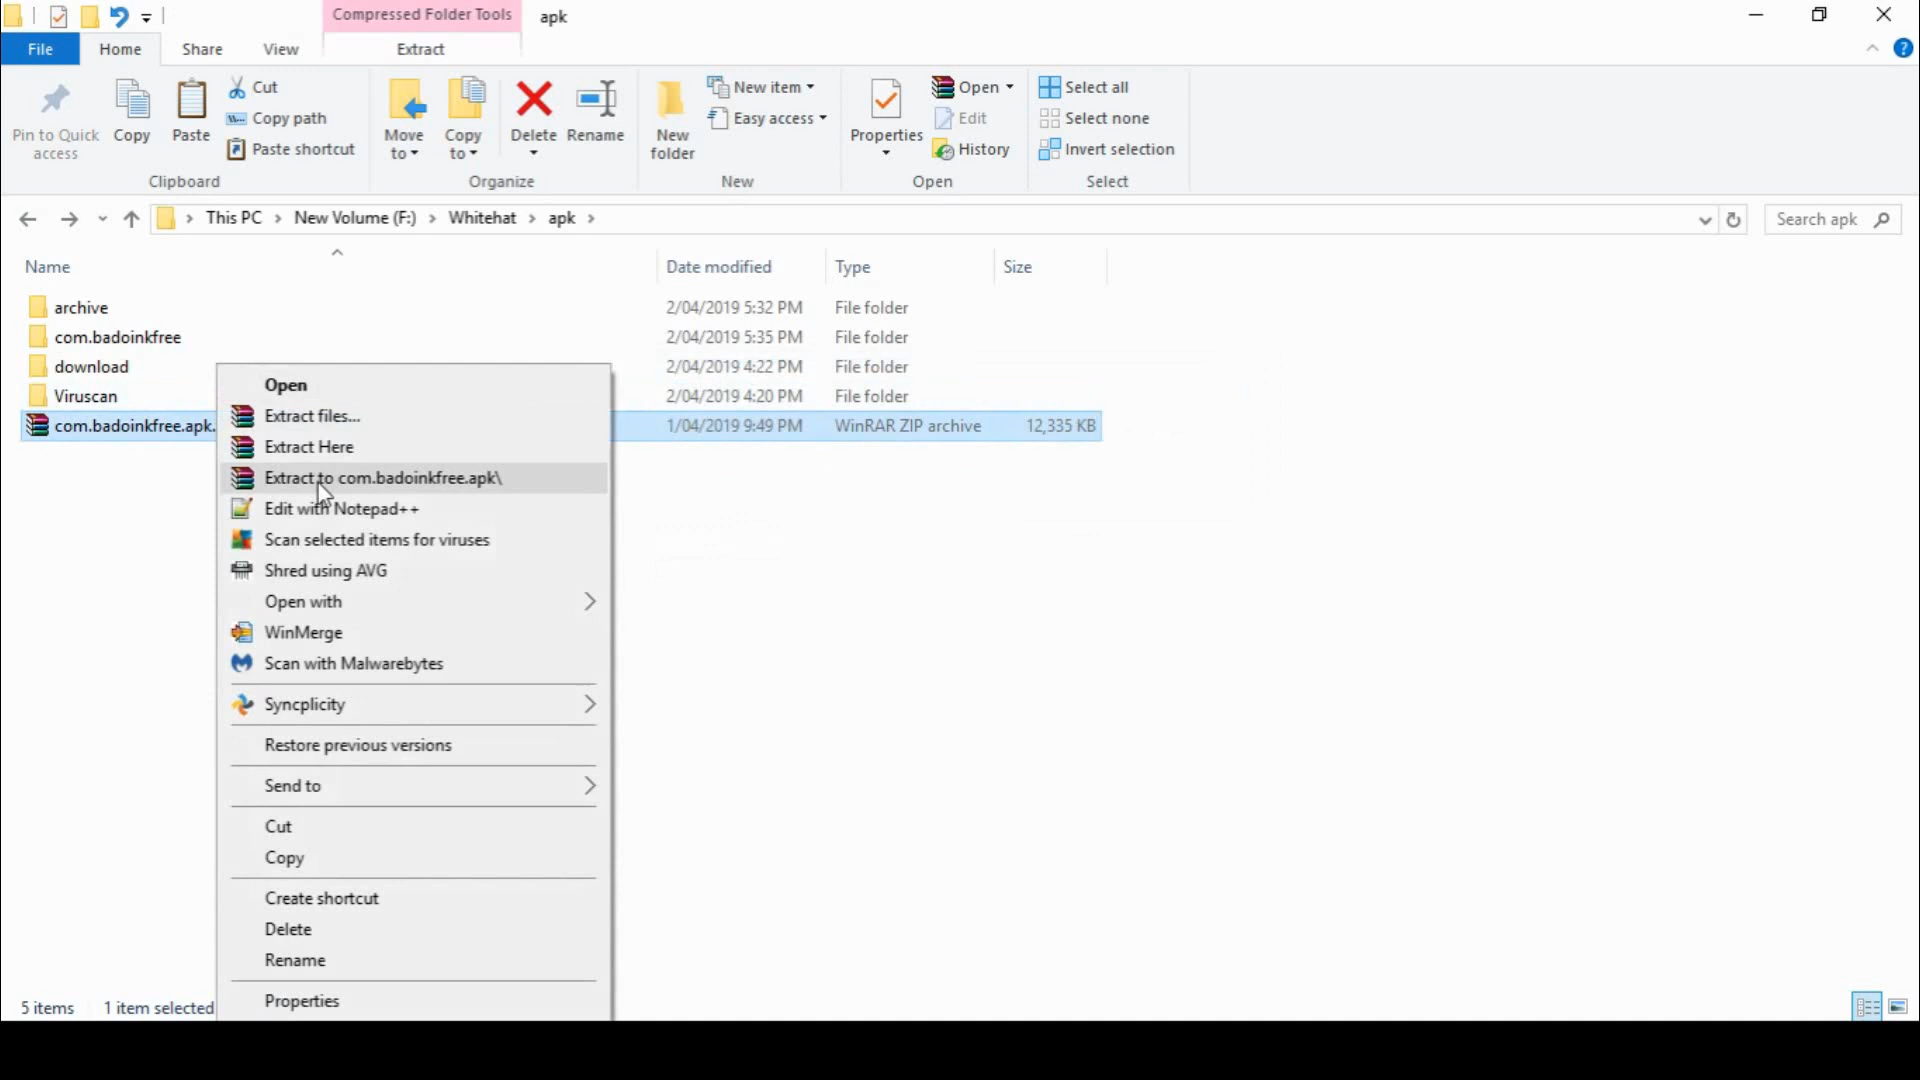 Compressed Folder Tools
apk
File
Home
Share
View
Extract
Pin to Quick access
Copy
Paste
Cut
Copy path
Paste shortcut
Clipboard
Move to
Copy to
Delete
Rename
Organize
New folder
New item
Easy access
New
Properties
Open
Edit
History
Open
Select all
Select none
Invert selection
Select
This PC
New Volume (F:)
Whitehat
apk
Search apk
Name
Date modified
Type
Size
archive 2/04/2019 5:32 PM File folder
com.badoinkfree 2/04/2019 5:35 PM File folder
download 2/04/2019 4:22 PM File folder
Viruscan 2/04/2019 4:20 PM File folder
com.badoinkfree.apk. 1/04/2019 9:49 PM WinRAR ZIP archive 12,335 KB
Open
Extract files...
Extract Here
Extract to com.badoinkfree.apk\
Edit with Notepad++
Scan selected items for viruses
Shred using AVG
Open with
WinMerge
Scan with Malwarebytes
Syncplicity
Restore previous versions
Send to
Cut
Copy
Create shortcut
Delete
Rename
Properties
5 items
1 item selected